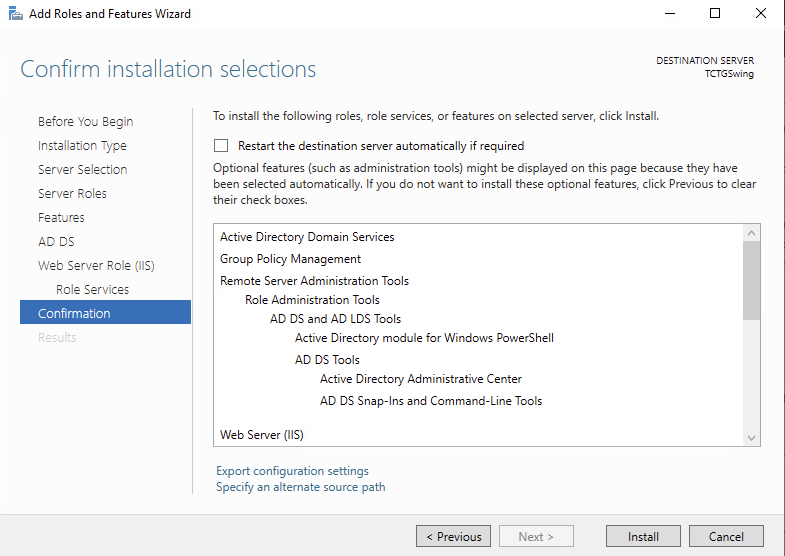 Add Roles and Features Wizard
Confirm installation selections
DESTINATION SERVER
TCTGSwing
Before You Begin
Installation Type
Server Selection
Server Roles
Features
AD DS
Web Server Role (IIS)
Role Services
Confirmation
Results
To install the following roles, role services, or features on selected server, click Install.
Restart the destination server automatically if required
Optional features (such as administration tools) might be displayed on this page because they have
been selected automatically. If you do not want to install these optional features, click Previous to clear
their check boxes.
Active Directory Domain Services
Group Policy Management
Remote Server Administration Tools
Role Administration Tools
AD DS and AD LDS Tools
Active Directory module for Windows PowerShell
AD DS Tools
Active Directory Administrative Center
AD DS Snap-Ins and Command-Line Tools
Web Server (IIS)
Export configuration settings
Specify an alternate source path
< Previous
Next >
Install
Cancel